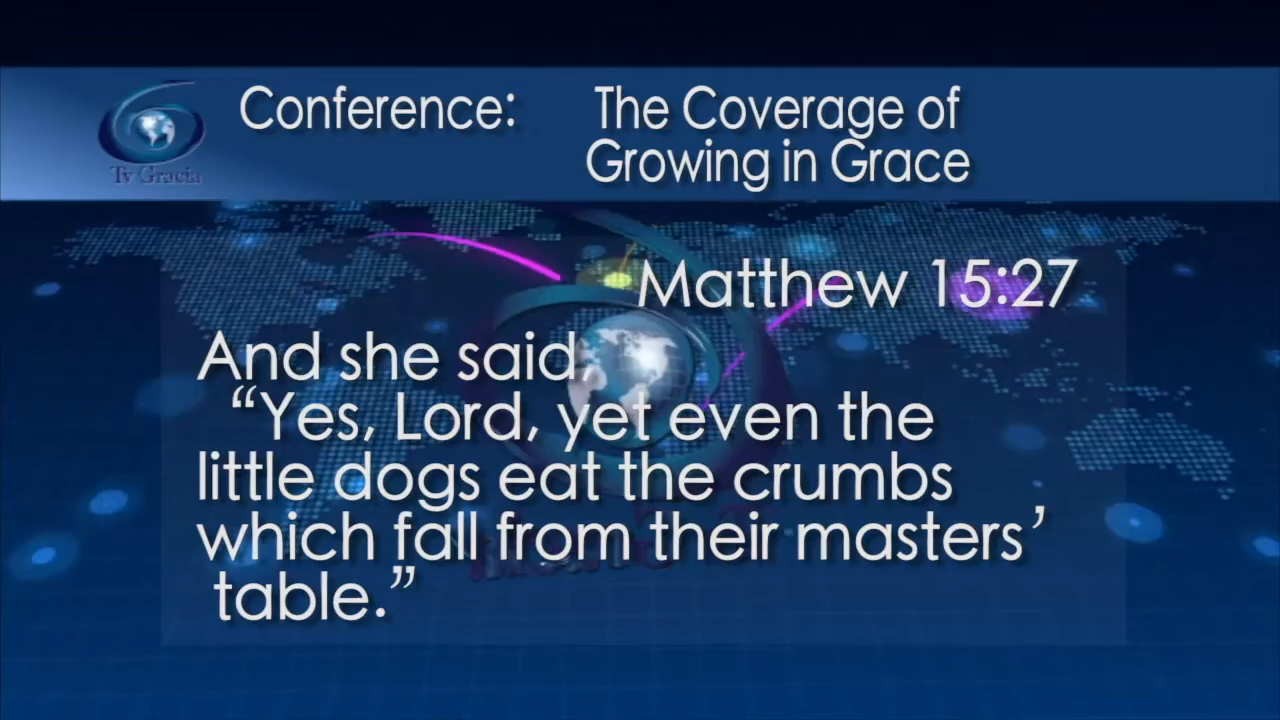 Conference: The Coverage of
Growing in Grace
Tv Gracia
Matthew 15:27
And she said,
“Yes, Lord, yet even the
little dogs eat the crumbs
which fall from their masters’
table.”